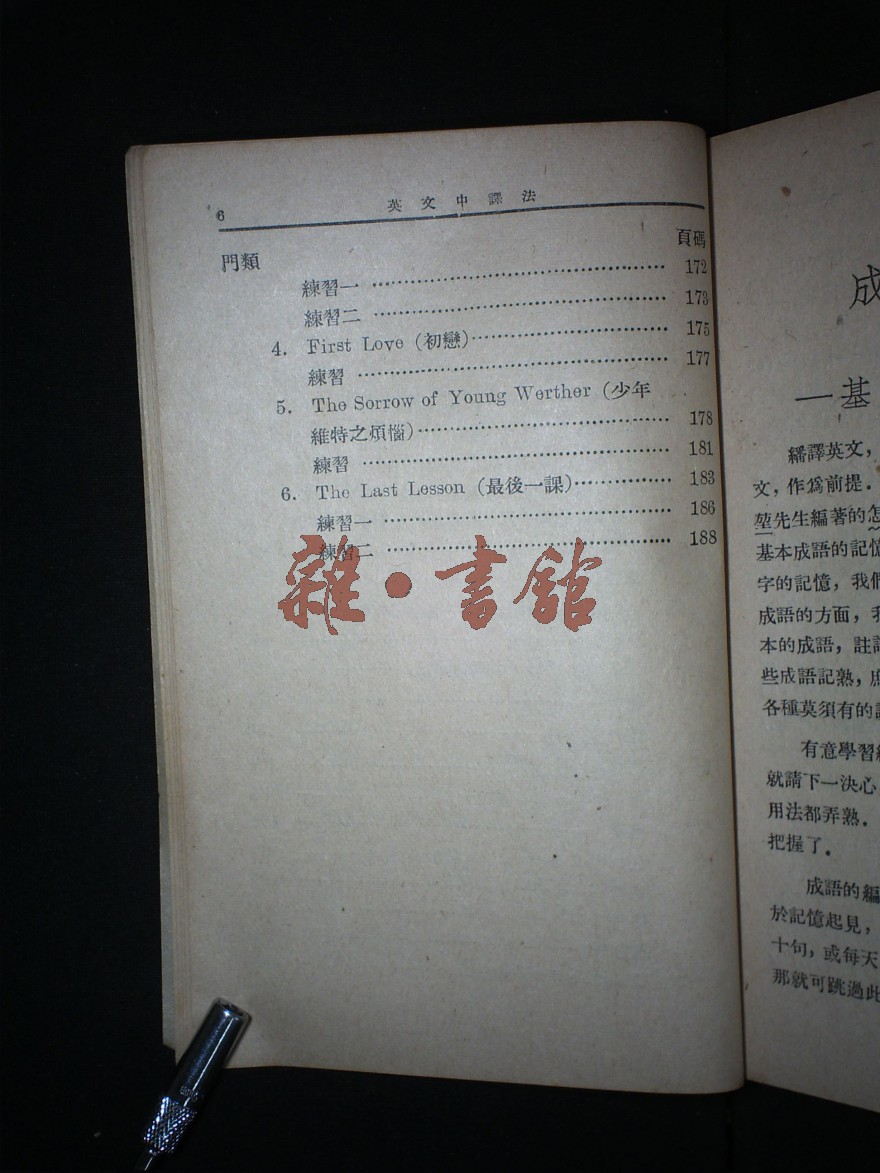 6 英文中譯法
頁碼
門類
練習一 172
練習二 173
4. First Love (初戀) 175
練習 177
5. The Sorrow of Young Werther (少年
維特之煩惱) 178
練習 181
6. The Last Lesson (最後一課) 183
練習一 186
練習二 188
雜·書館
成
一基
繙譯英文,
文,作爲前提.
堃先生編著的怎
基本成語的記憶
字的記憶,我們
成語的方面,我
本的成語,註
些成語記熟,
各種莫須有的
有意學習
就請下一決心
用法都弄熟.
把握了.
成語的編
於記憶起見,
十句,或每天
那就可跳過此